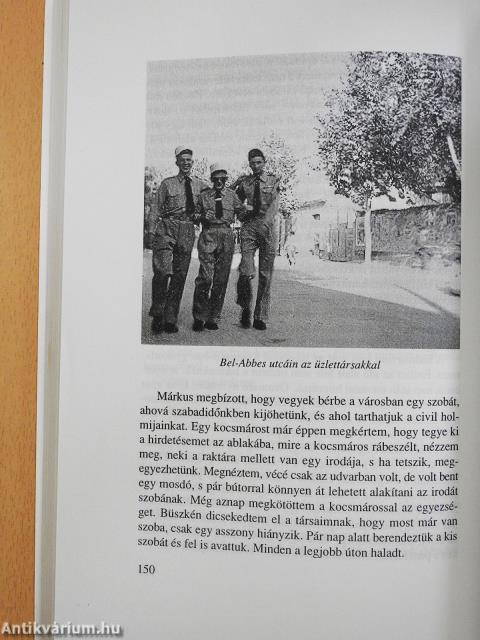 Bel-Abbes utcáin az üzlettársakkal
Márkus megbízott, hogy vegyek bérbe a városban egy szobát,
ahová szabadidőnkben kijöhetünk, és ahol tarthatjuk a civil hol-
mijainkat. Egy kocsmárost már éppen megkértem, hogy tegye ki
a hirdetésemet az ablakába, mire a kocsmáros rábeszélt, nézzem
meg, neki a raktára mellett van egy irodája, s ha tetszik, meg-
egyezhetünk. Megnéztem, vécé csak az udvarban volt, de volt bent
egy mosdó, s pár bútorral könnyen át lehetett alakítani az irodát
szobának. Még aznap megkötöttem a kocsmárossal az egyezsé-
get. Büszkén dicsekedtem el a társaimnak, hogy most már van
szoba, csak egy asszony hiányzik. Pár nap alatt berendeztük a kis
szobát és fel is avattuk. Minden a legjobb úton haladt.
150
Antikvárium.hu